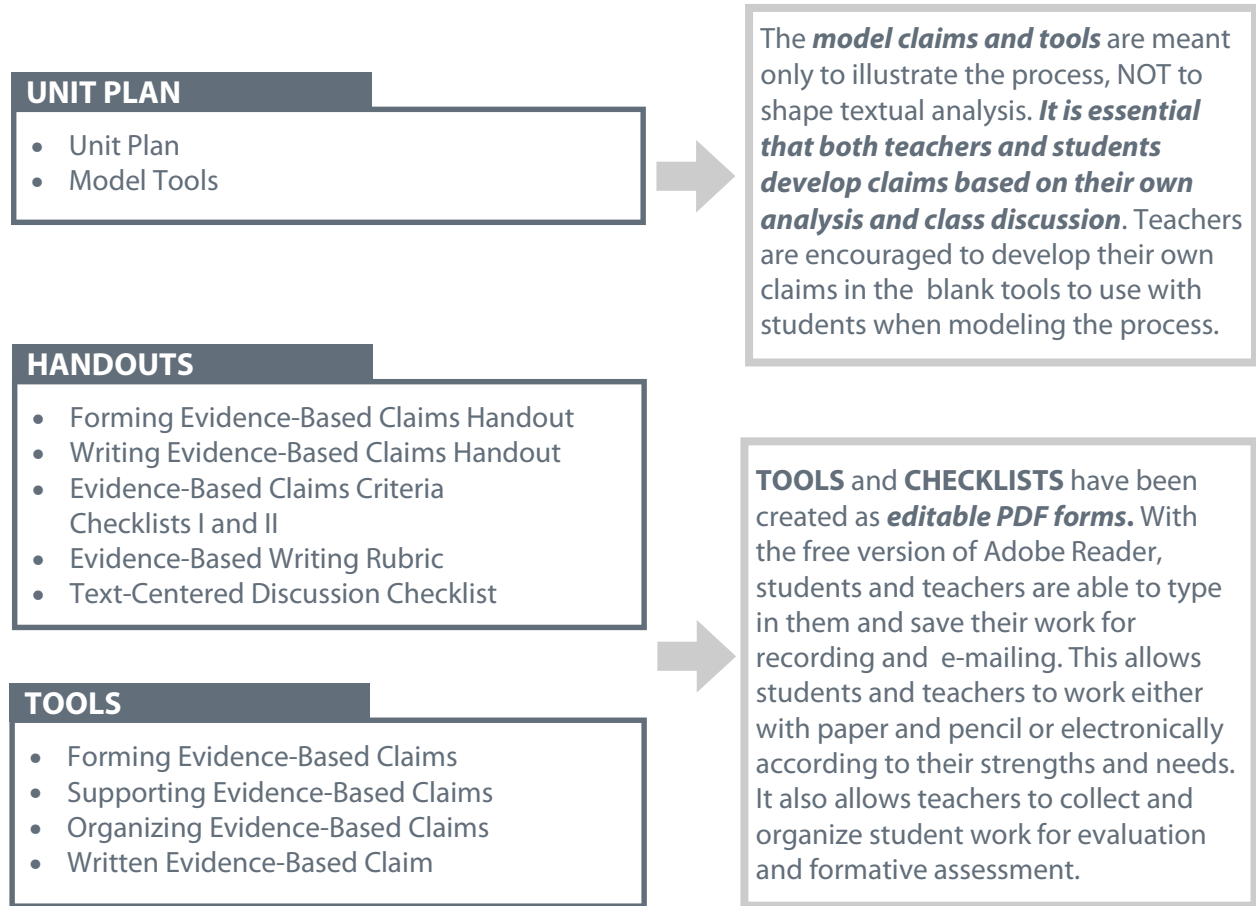 UNIT PLAN
• Unit Plan
• Model Tools
The model claims and tools are meant
only to illustrate the process, NOT to
shape textual analysis. It is essential
that both teachers and students
develop claims based on their own
analysis and class discussion. Teachers
are encouraged to develop their own
claims in the blank tools to use with
students when modeling the process.
HANDOUTS
• Forming Evidence-Based Claims Handout
• Writing Evidence-Based Claims Handout
• Evidence-Based Claims Criteria
Checklists I and II
• Evidence-Based Writing Rubric
• Text-Centered Discussion Checklist
TOOLS
• Forming Evidence-Based Claims
• Supporting Evidence-Based Claims
• Organizing Evidence-Based Claims
• Written Evidence-Based Claim
TOOLS and CHECKLISTS have been
created as editable PDF forms. With
the free version of Adobe Reader,
students and teachers are able to type
in them and save their work for
recording and e-mailing. This allows
students and teachers to work either
with paper and pencil or electronically
according to their strengths and needs.
It also allows teachers to collect and
organize student work for evaluation
and formative assessment.